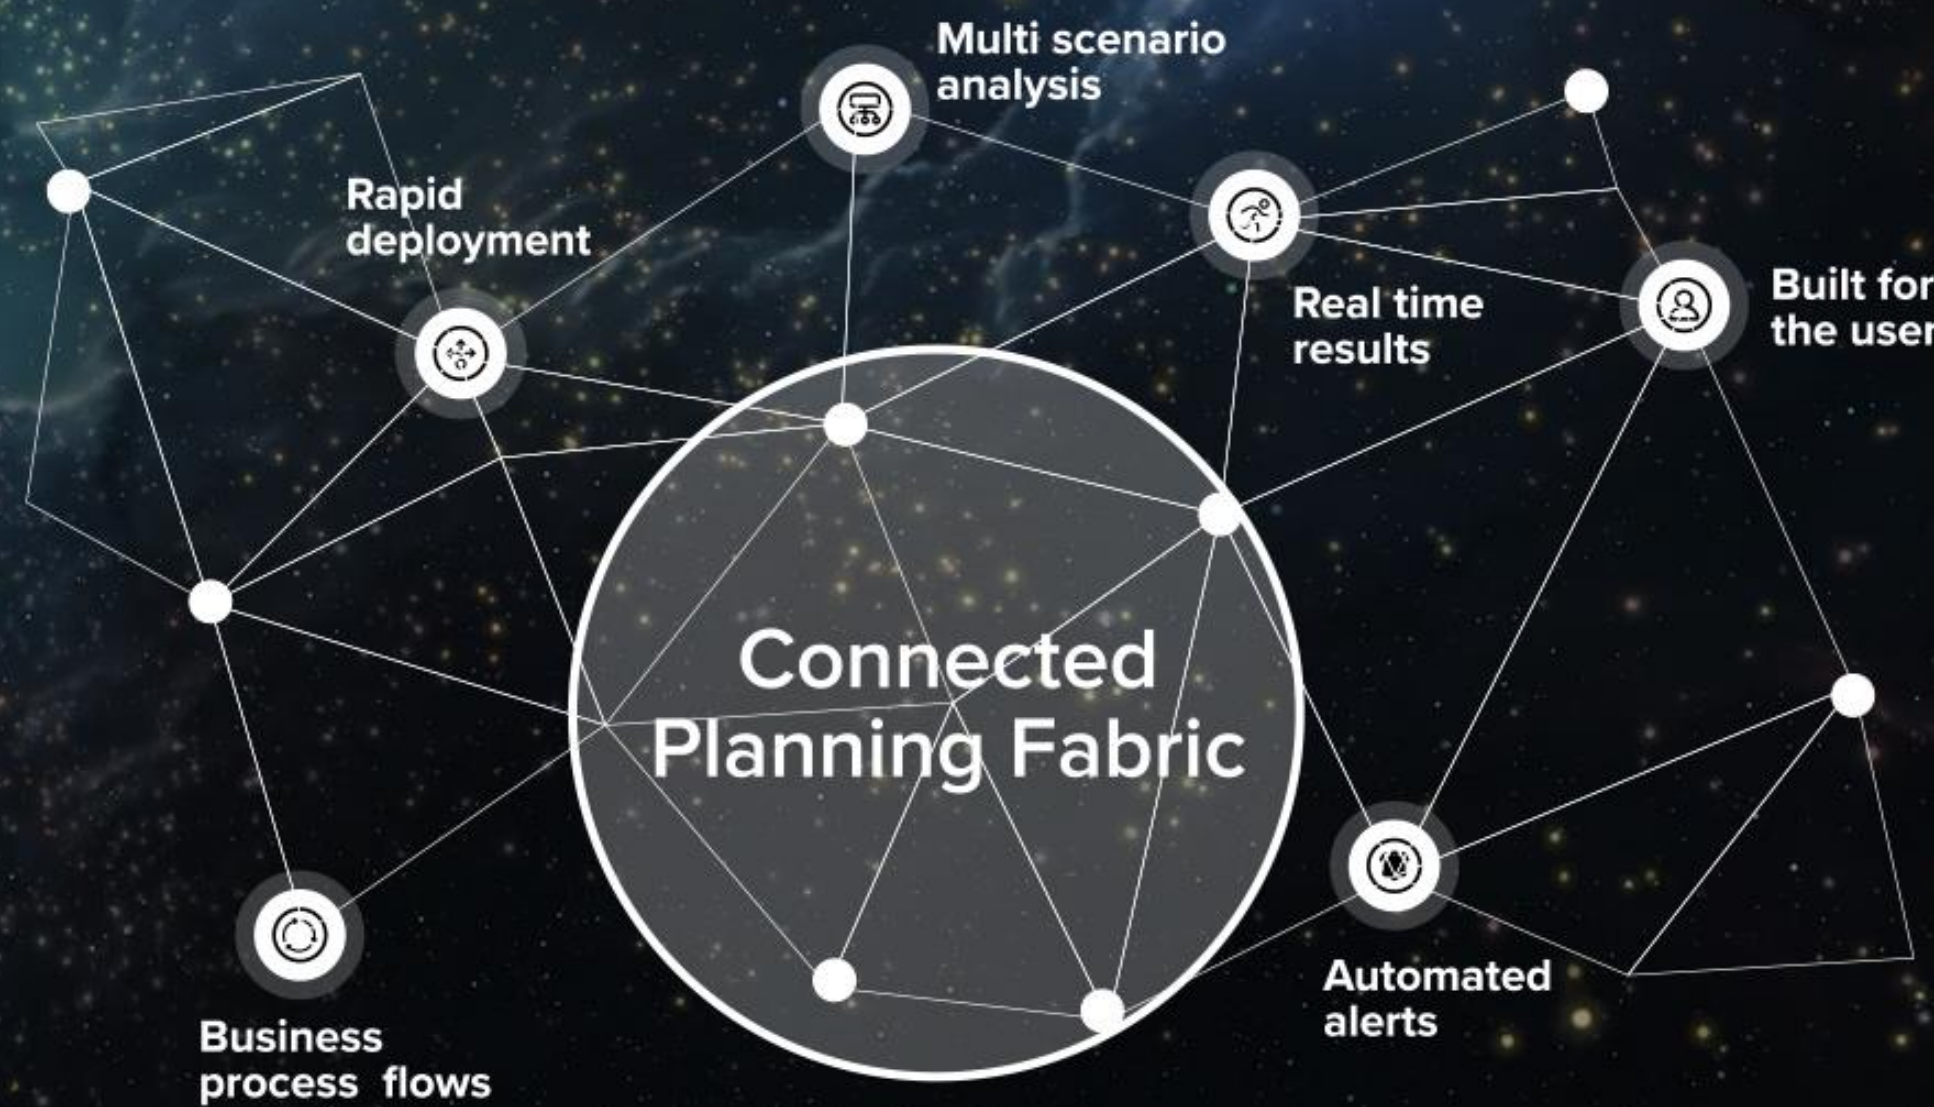 Multi scenario
analysis
Rapid
deployment
Real time
results
Built for
the user
Connected
Planning Fabric
Automated
alerts
Business
process  flows